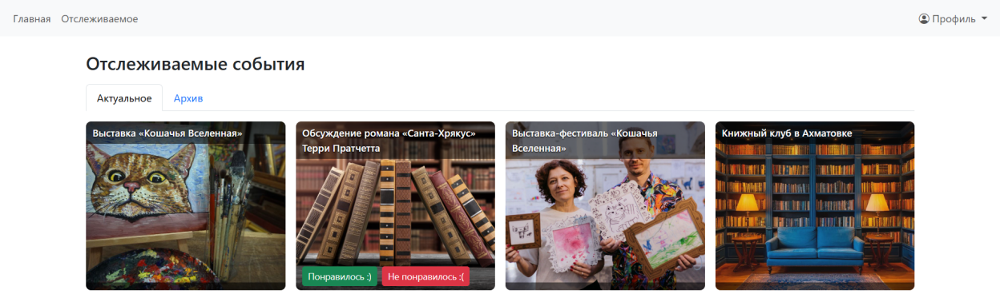 Главная Отслеживаемое Профиль
Отслеживаемые события
Актуальное Архив
Выставка «Кошачья Вселенная»
Обсуждение романа «Санта-Хрякус»
Терри Пратчетта
Понравилось :) Не понравилось :(
Выставка-фестиваль «Кошачья
Вселенная»
Книжный клуб в Ахматовке